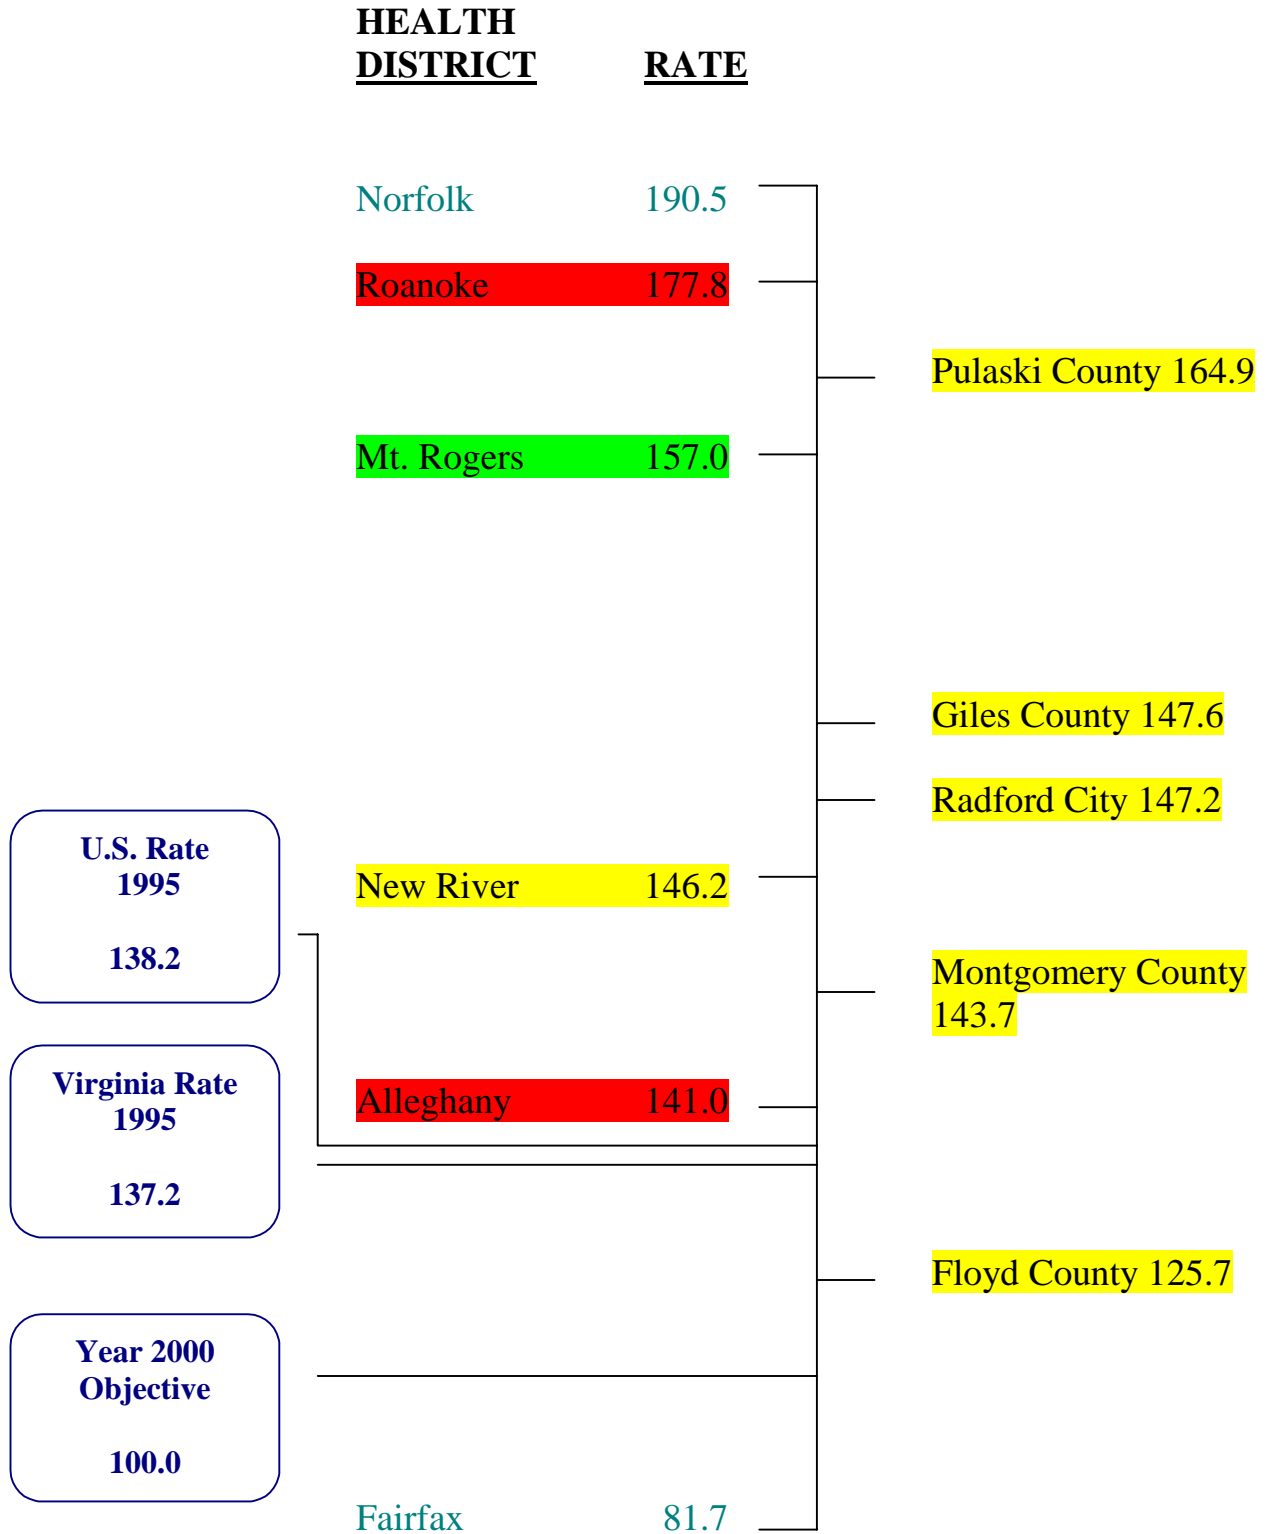 HEALTH
DISTRICT RATE
Norfolk 190.5
Roanoke 177.8
Pulaski County 164.9
Mt. Rogers 157.0
Giles County 147.6
Radford City 147.2
U.S. Rate
1995
138.2
New River 146.2
Montgomery County
143.7
Virginia Rate
1995
137.2
Alleghany 141.0
Floyd County 125.7
Year 2000
Objective
100.0
Fairfax 81.7